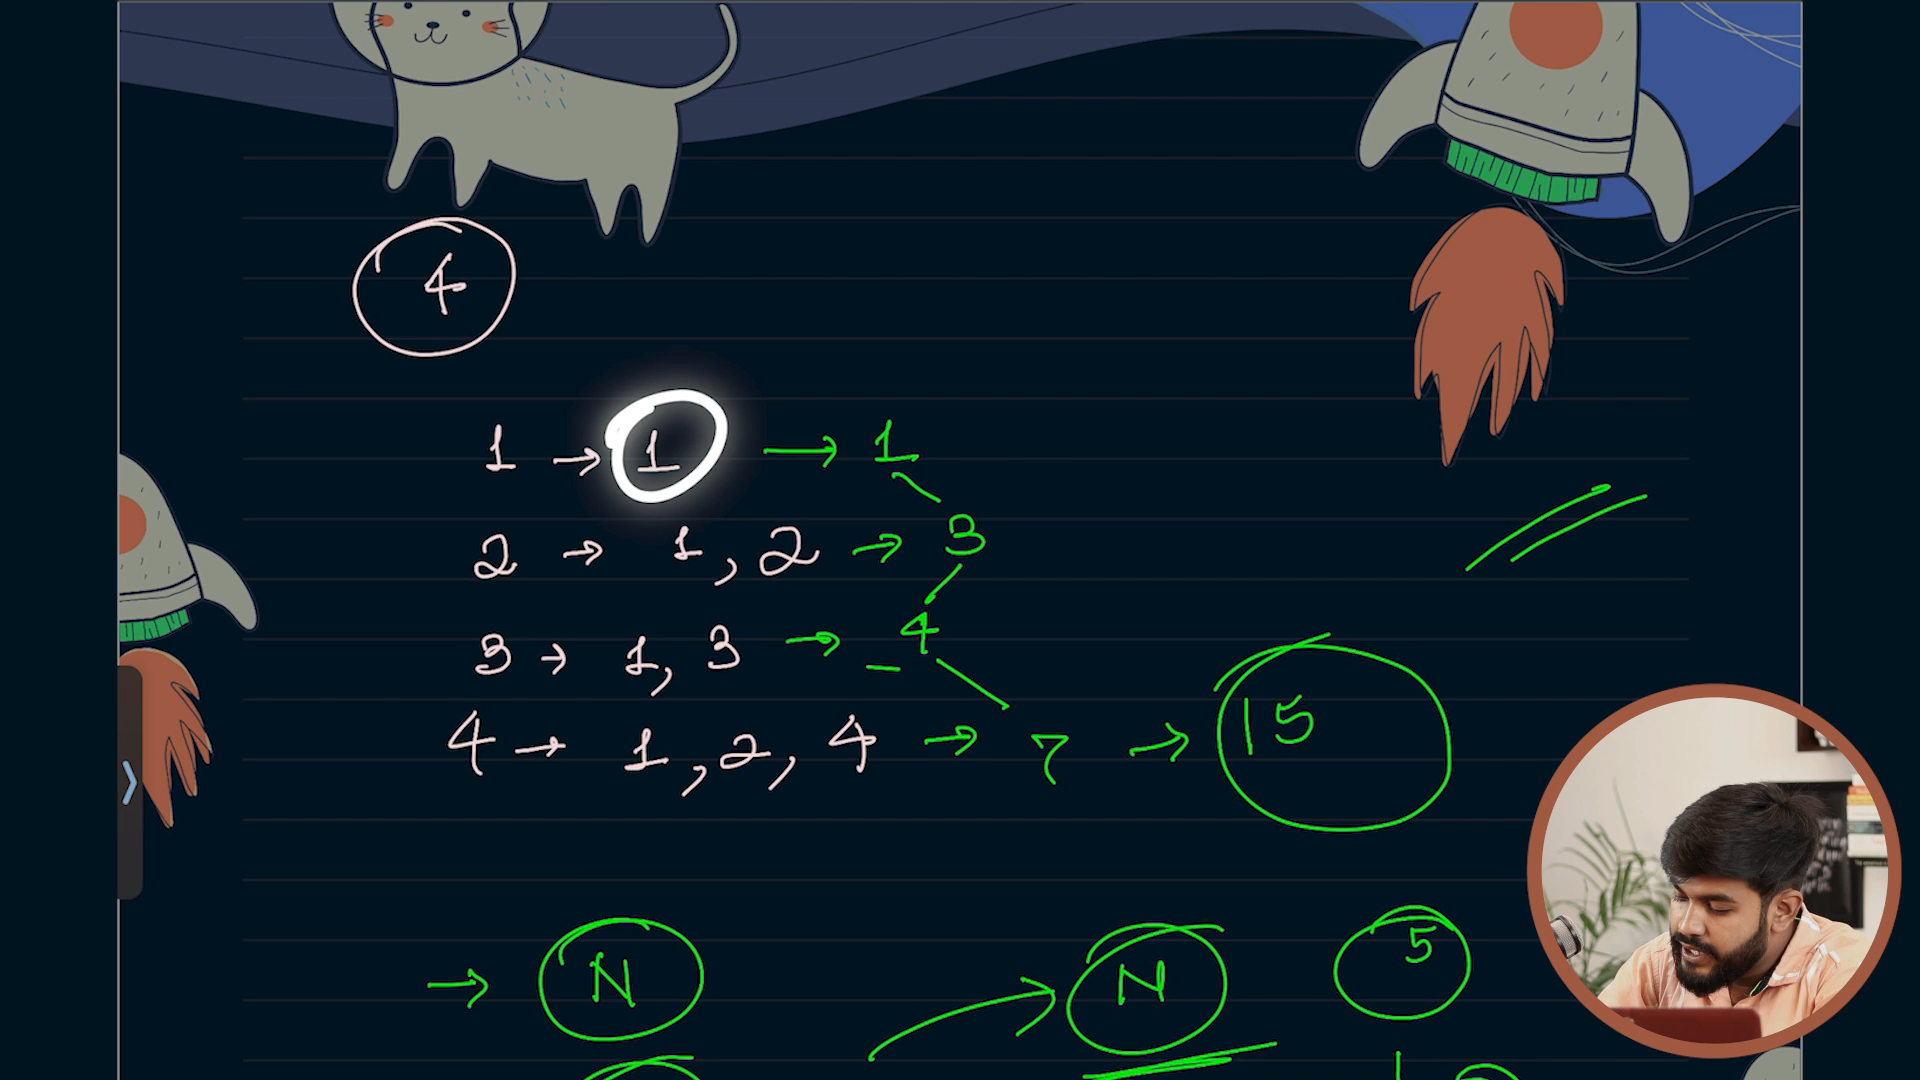 4
1 → 1 → 1
2 → 1, 2 → 3
3 → 1, 3 → 4
4 → 1, 2, 4 → 7 → 15
→ N N 5